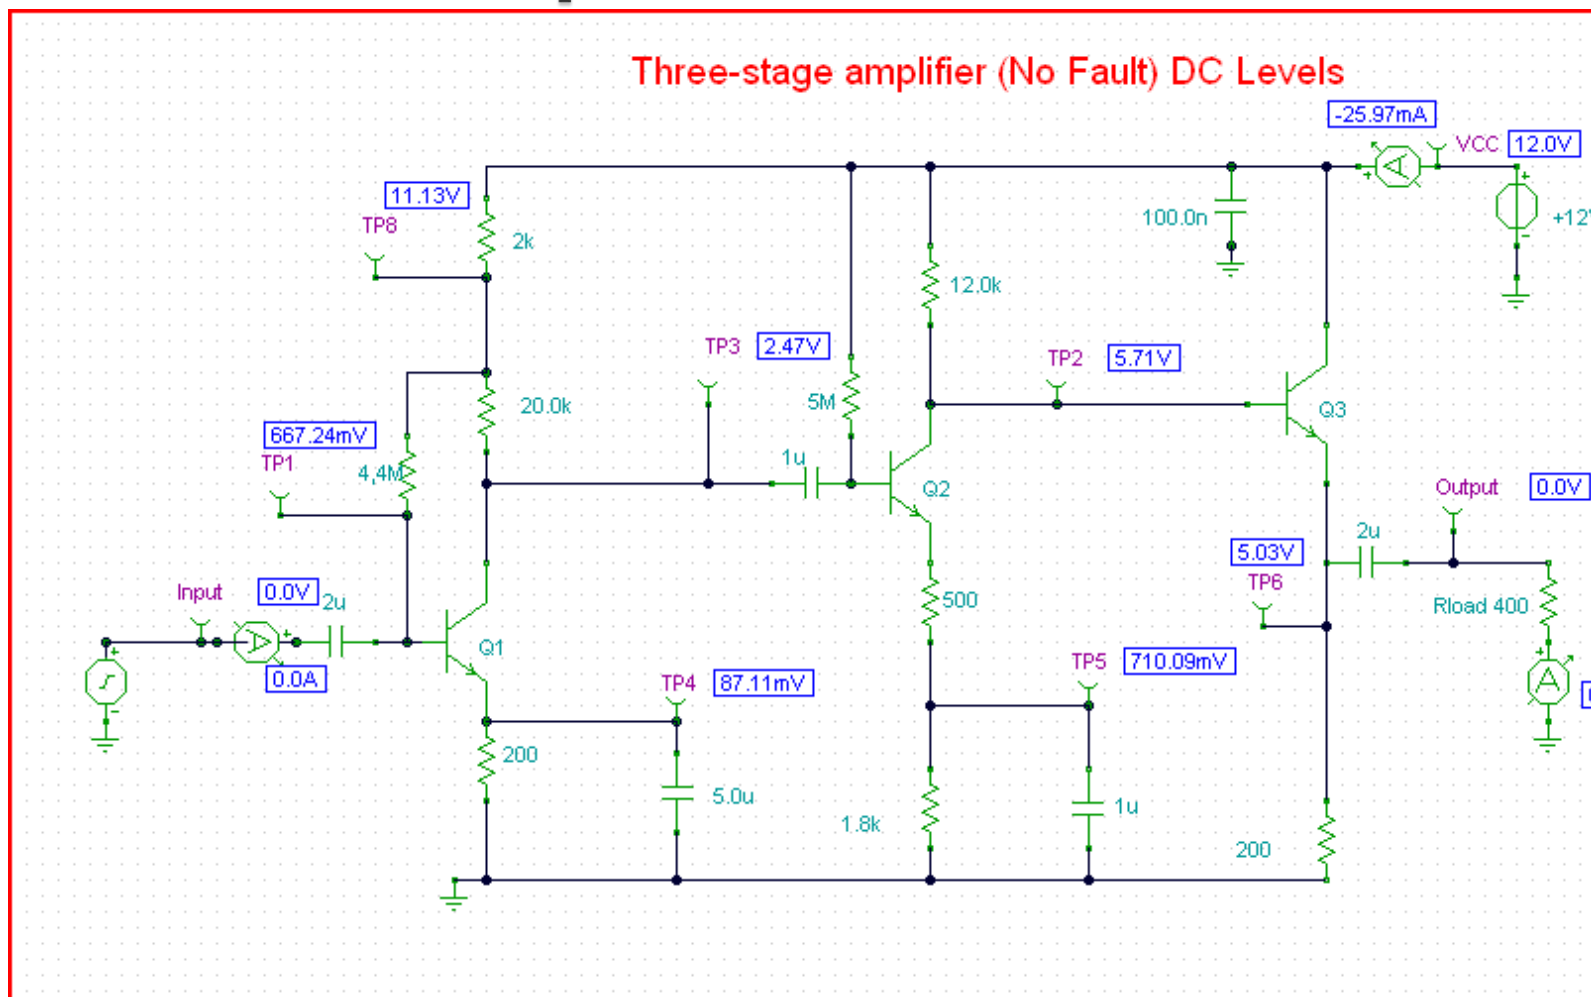 Three-stage amplifier (No Fault) DC Levels
-25.97mA
VCC 12.0V
11.13V
TP8
2k
100.0n
12.0k
TP3 2.47V
TP2 5.71V
5M
20.0k
Q3
667.24mV
TP1
4,4M
1u
Q2
Output 0.0V
2u
5.03V
TP6
Input 0.0V
2u
500
Rload 400
Q1
TP5 710.09mV
0.0A
TP4 87.11mV
200
5.0u
1u
1.8k
200